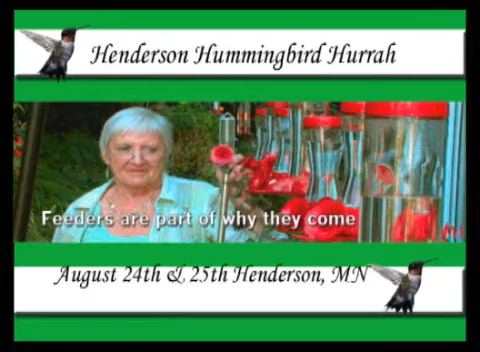 Henderson Hummingbird Hurrah
Feeders are part of why they come
August 24th & 25th Henderson, MN